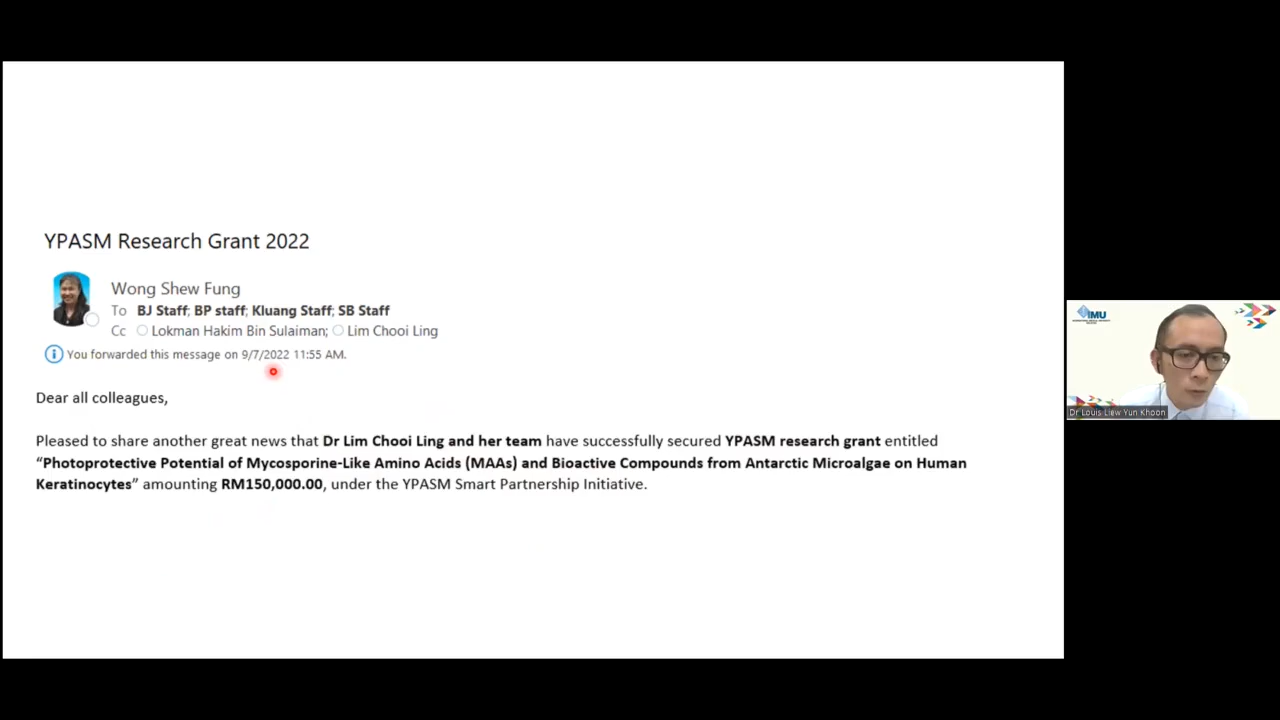 YPASM Research Grant 2022
Wong Shew Fung
To BJ Staff; BP staff; Kluang Staff; SB Staff
Cc Lokman Hakim Bin Sulaiman; Lim Chooi Ling
You forwarded this message on 9/7/2022 11:55 AM.
Dear all colleagues,
Pleased to share another great news that Dr Lim Chooi Ling and her team have successfully secured YPASM research grant entitled
“Photoprotective Potential of Mycosporine-Like Amino Acids (MAAs) and Bioactive Compounds from Antarctic Microalgae on Human
Keratinocytes” amounting RM150,000.00, under the YPASM Smart Partnership Initiative.
IMU
Dr Louis Liew Yun Khoon